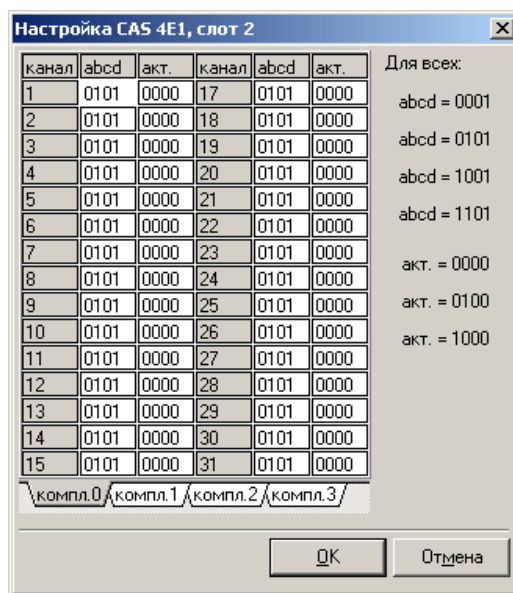 Настройка CAS 4E1, слот 2
канал abcd акт. канал abcd акт. Для всех:
1 0101 0000 17 0101 0000
abcd = 0001
2 0101 0000 18 0101 0000
3 0101 0000 19 0101 0000 abcd = 0101
4 0101 0000 20 0101 0000 abcd = 1001
5 0101 0000 21 0101 0000 abcd = 1101
6 0101 0000 22 0101 0000
7 0101 0000 23 0101 0000 акт. = 0000
8 0101 0000 24 0101 0000
9 0101 0000 25 0101 0000 акт. = 0100
10 0101 0000 26 0101 0000 акт. = 1000
11 0101 0000 27 0101 0000
12 0101 0000 28 0101 0000
13 0101 0000 29 0101 0000
14 0101 0000 30 0101 0000
15 0101 0000 31 0101 0000
компл.0 компл.1 компл.2 компл.3
OK Отмена